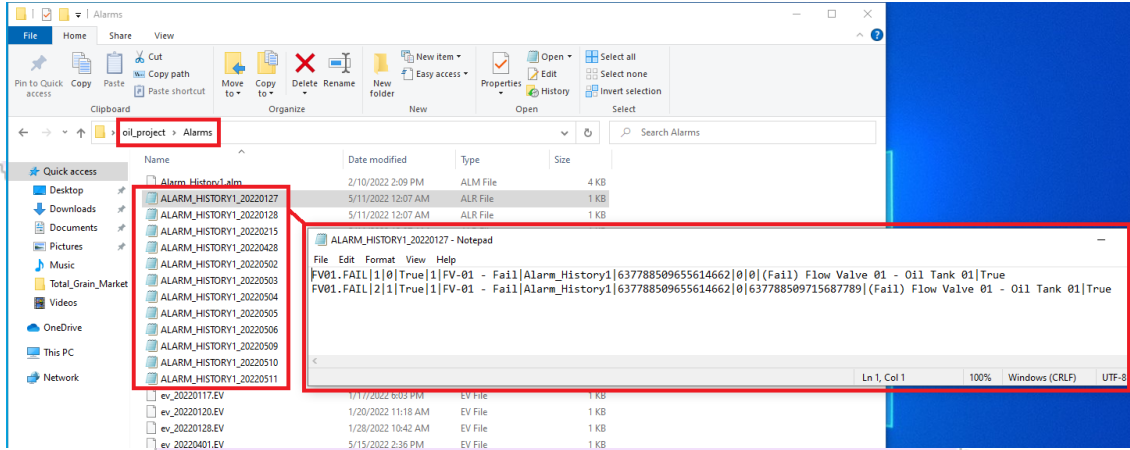 Alarms
File Home Share View
Pin to Quick access
Copy
Paste
Cut
Copy path
Paste shortcut
Clipboard
Move to
Copy to
Delete
Rename
Organize
New folder
New item
Easy access
New
Properties
Open
Edit
History
Open
Select all
Select none
Invert selection
Select
oil_project > Alarms
Search Alarms
Name Date modified Type Size
Quick access
Desktop
Downloads
Documents
Pictures
Music
Total_Grain_Market
Videos
OneDrive
This PC
Network
Alarm_History1.alm 2/10/2022 2:09 PM ALM File 4 KB
ALARM_HISTORY1_20220127 5/11/2022 12:07 AM ALR File 1 KB
ALARM_HISTORY1_20220128 5/11/2022 12:07 AM ALR File 1 KB
ALARM_HISTORY1_20220215
ALARM_HISTORY1_20220428
ALARM_HISTORY1_20220502
ALARM_HISTORY1_20220503
ALARM_HISTORY1_20220504
ALARM_HISTORY1_20220505
ALARM_HISTORY1_20220506
ALARM_HISTORY1_20220509
ALARM_HISTORY1_20220510
ALARM_HISTORY1_20220511
ev_20220117.EV 1/17/2022 6:03 PM EV File 1 KB
ev_20220120.EV 1/20/2022 11:18 AM EV File 1 KB
ev_20220128.EV 1/28/2022 10:42 AM EV File 1 KB
ev_20220401.EV 5/15/2022 2:36 PM EV File 1 KB
ALARM_HISTORY1_20220127 - Notepad
File Edit Format View Help
FV01.FAIL|1|0|True|1|FV-01 - Fail|Alarm_History1|637788509655614662|0|0|(Fail) Flow Valve 01 - Oil Tank 01|True
FV01.FAIL|2|1|True|1|FV-01 - Fail|Alarm_History1|637788509655614662|0|637788509715687789|(Fail) Flow Valve 01 - Oil Tank 01|True
Ln 1, Col 1 100% Windows (CRLF) UTF-8